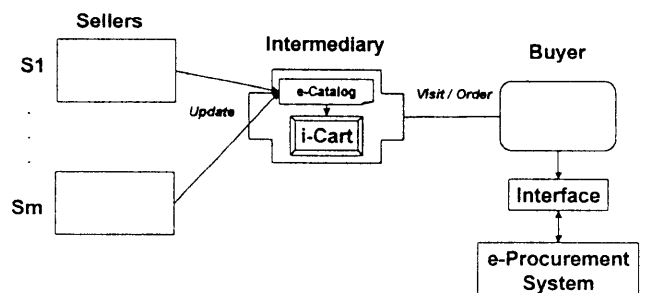 Sellers
Intermediary
Buyer
S1
e-Catalog
Visit / Order
Update
i-Cart
.
.
.
.
Sm
Interface
e-Procurement
System